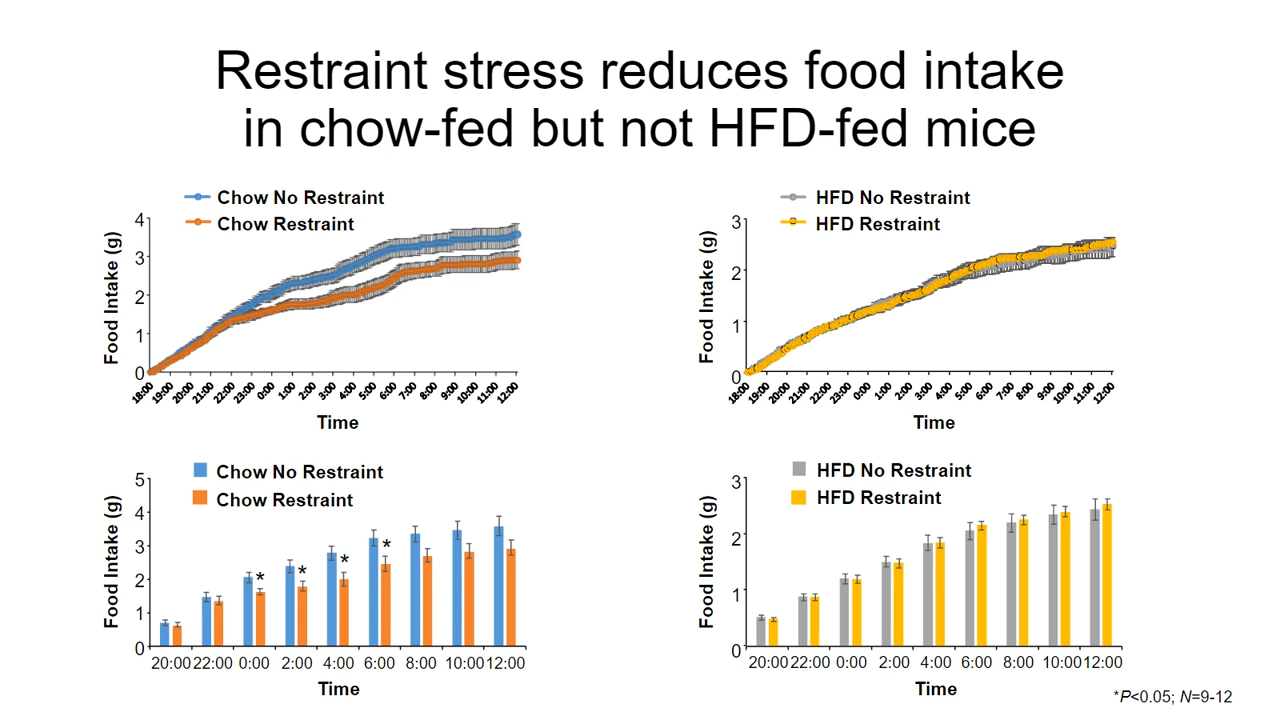 Restraint stress reduces food intake
in chow-fed but not HFD-fed mice
Chow No Restraint
Chow Restraint
Food Intake (g)
4
3
2
1
0
18:00 19:00 20:00 21:00 22:00 23:00 0:00 1:00 2:00 3:00 4:00 5:00 6:00 7:00 8:00 9:00 10:00 11:00 12:00
Time
HFD No Restraint
HFD Restraint
Food Intake (g)
3
2
1
0
18:00 19:00 20:00 21:00 22:00 23:00 0:00 1:00 2:00 3:00 4:00 5:00 6:00 7:00 8:00 9:00 10:00 11:00 12:00
Time
Chow No Restraint
Chow Restraint
Food Intake (g)
5
4
3
2
1
0
* * * *
20:00 22:00 0:00 2:00 4:00 6:00 8:00 10:00 12:00
Time
HFD No Restraint
HFD Restraint
Food Intake (g)
3
2
1
0
20:00 22:00 0:00 2:00 4:00 6:00 8:00 10:00 12:00
Time
*P<0.05; N=9-12